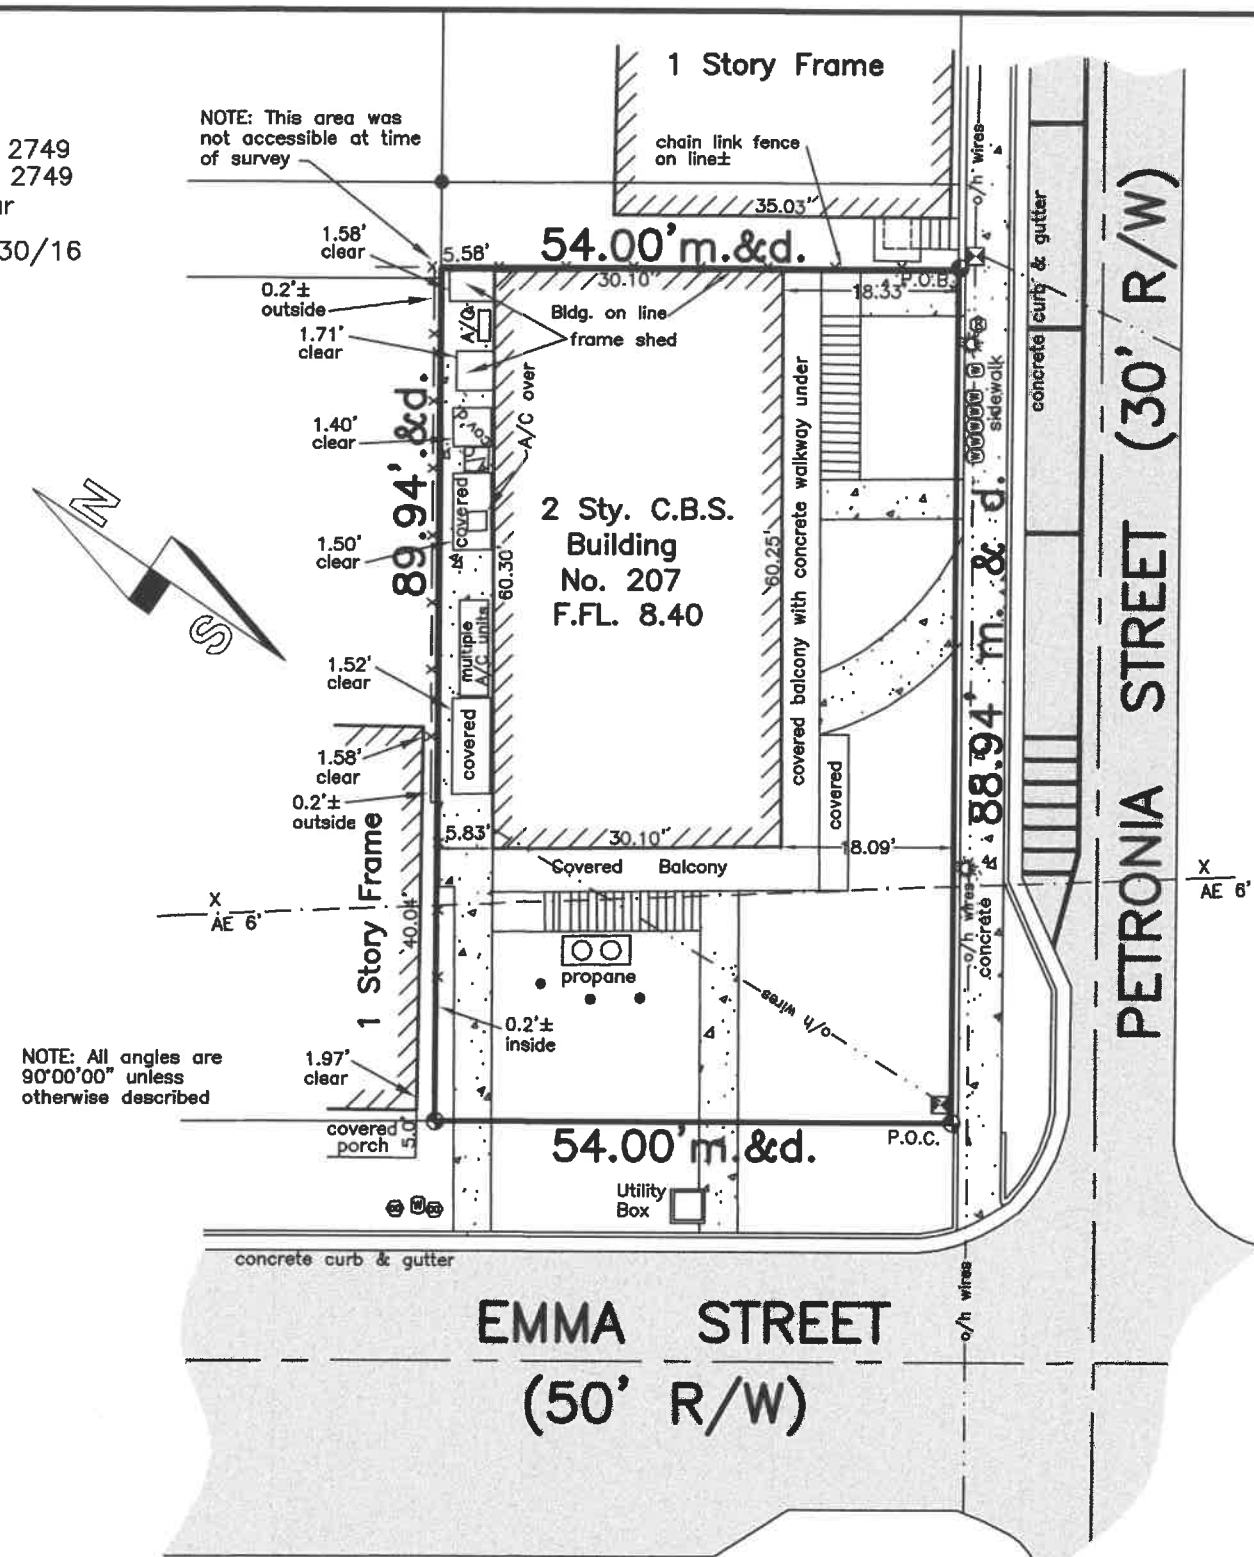 1 Story Frame
NOTE: This area was
not accessible at time
of survey
2749
2749
30/16
chain link fence
on line±
o/h wires
35.03'
1.58'
clear
5.58'
54.00'm.&d.
P.O.B.
30.10'
18.33'
0.2'±
outside
A/C
Bldg. on line
frame shed
1.71'
clear
A/C over
concrete curb & gutter
sidewalk
W
W
W
W
W
W
1.40'
clear
cov'd
89.94' .&d.
N
S
covered
1.50'
clear
60.30'
2 Sty. C.B.S.
Building
No. 207
F.FL. 8.40
60.25'
covered balcony with concrete walkway under
88.94' m. & d.
PETRONIA STREET (30' R/W)
multiple
A/C units
1.52'
clear
covered
covered
1.58'
clear
0.2'±
outside
5.83'
30.10'
18.09'
Covered Balcony
1 Story Frame
40.04'
X
AE 6'
X
AE 6'
o/h wires
concrete
propane
o/h wires
0.2'±
inside
NOTE: All angles are
90°00'00" unless
otherwise described
1.97'
clear
covered
porch
5.0'
54.00'm.&d.
P.O.C.
Utility
Box
W
concrete curb & gutter
o/h wires
EMMA STREET
(50' R/W)